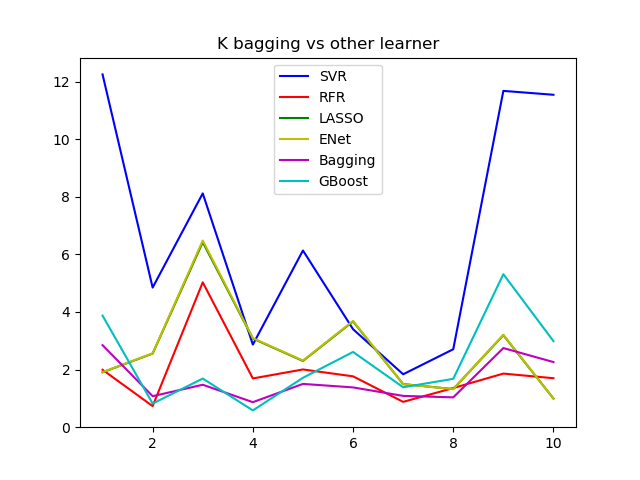 K bagging vs other learner
SVR
RFR
LASSO
ENet
Bagging
GBoost
12
10
8
6
4
2
0
2 4 6 8 10